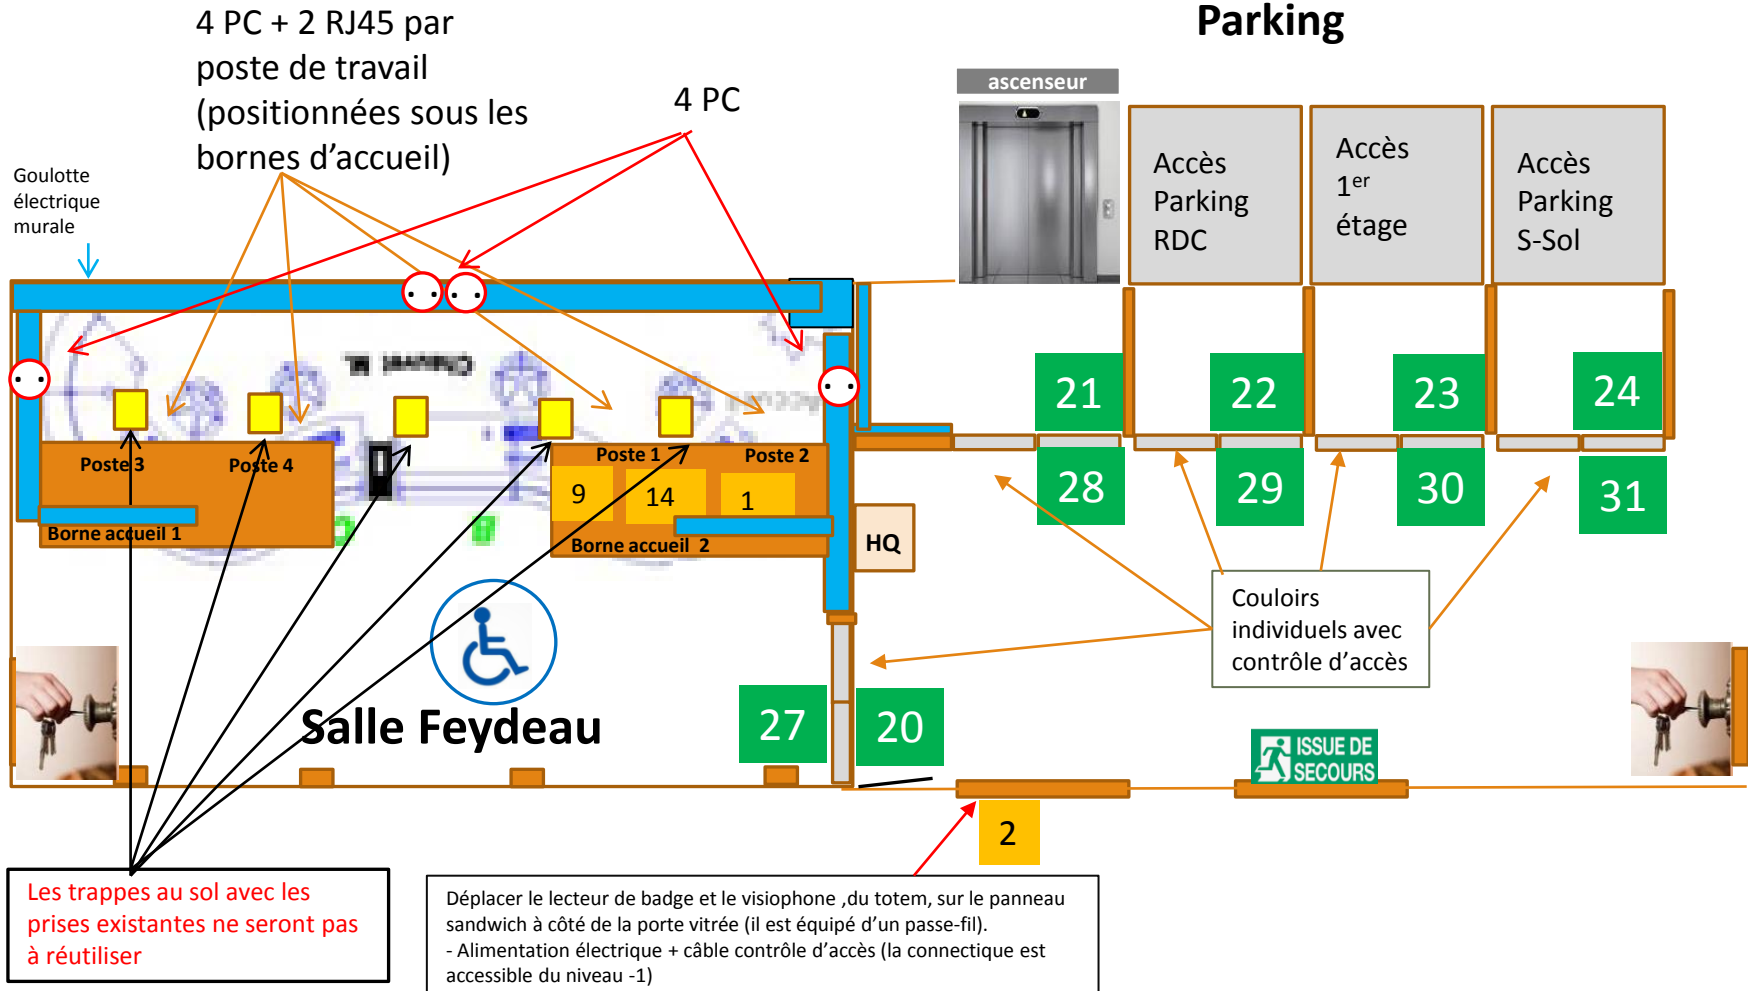 Parking
4 PC + 2 RJ45 par
poste de travail
(positionnées sous les
bornes d’accueil)
4 PC
ascenseur
Goulotte
électrique
murale
Accès
Parking
RDC
Accès
1er
étage
Accès
Parking
S-Sol
21
22
23
24
Poste 3
Poste 4
Poste 1
Poste 2
9
14
1
28
29
30
31
Borne accueil 1
Borne accueil 2
HQ
Couloirs
individuels avec
contrôle d’accès
Salle Feydeau
27
20
ISSUE DE
SECOURS
2
Les trappes au sol avec les
prises existantes ne seront pas
à réutiliser
Déplacer le lecteur de badge et le visiophone ,du totem, sur le panneau
sandwich à côté de la porte vitrée (il est équipé d’un passe-fil).
- Alimentation électrique + câble contrôle d’accès (la connectique est
accessible du niveau -1)